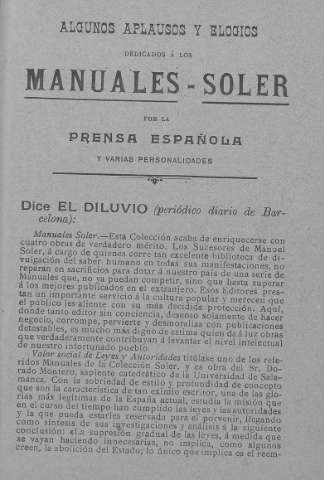 ALGUNOS APLAUSOS Y ELOGIOS
DEDICADOS Á LOS
MANUALES - SOLER
POR LA
PRENSA ESPAÑOLA
Y VARIAS PERSONALIDADES
Dice EL DILUVIO (periódico diario de Bar-
celona):
Manuales Soler.—Esta Colección acaba de enriquecerse con
cuatro obras de verdadero mérito. Los Sucesores de Manuel
Soler, á cargo de quienes corre tan excelente biblioteca de di-
vulgación del saber humano en todas sus manifestaciones, no
reparan en sacrificios para dotar á nuestro país de una serie de
Manuales que, no ya puedan competir, sino que hasta superar
á los mejores publicados en el extranjero. Esos Editores pres-
tan un importante servicio á la cultura popular y merecen que
el público les aliente con su más decidida protección. Aquí,
donde tanto editor sin conciencia, deseoso solamente de hacer
negocio, corrompe, pervierte y desmoraliza con publicaciones
detestables, es mucho más digno de estima quien da á luz obras
que verdaderamente contribuyan á levantar el nivel intelectual
de nuestro infortunado pueblo.
Valor social de Leyes y Autoridades titúlase uno de los refe-
ridos Manuales de la Colección Soler, y es obra del Sr. Do-
rado Montero, sapiente catedrático de la Universidad de Sala-
manca. Con la sobriedad de estilo y profundidad de concepto
que son la característica de tan eximio escritor, una de las glo-
rias más legítimas de la España actual, estudia la misión que
en el curso del tiempo han cumplido las leyes y las autoridades
y la que pueda estarles reservada para el porvenir, llegando
como síntesis de sus investigaciones y análisis á la siguiente
conclusión: «La supresión gradual de las leyes, á medida que
se vayan haciendo innecesarias, no implica, como algunos
creen, la abolición del Estado; lo único que implica es el reem-